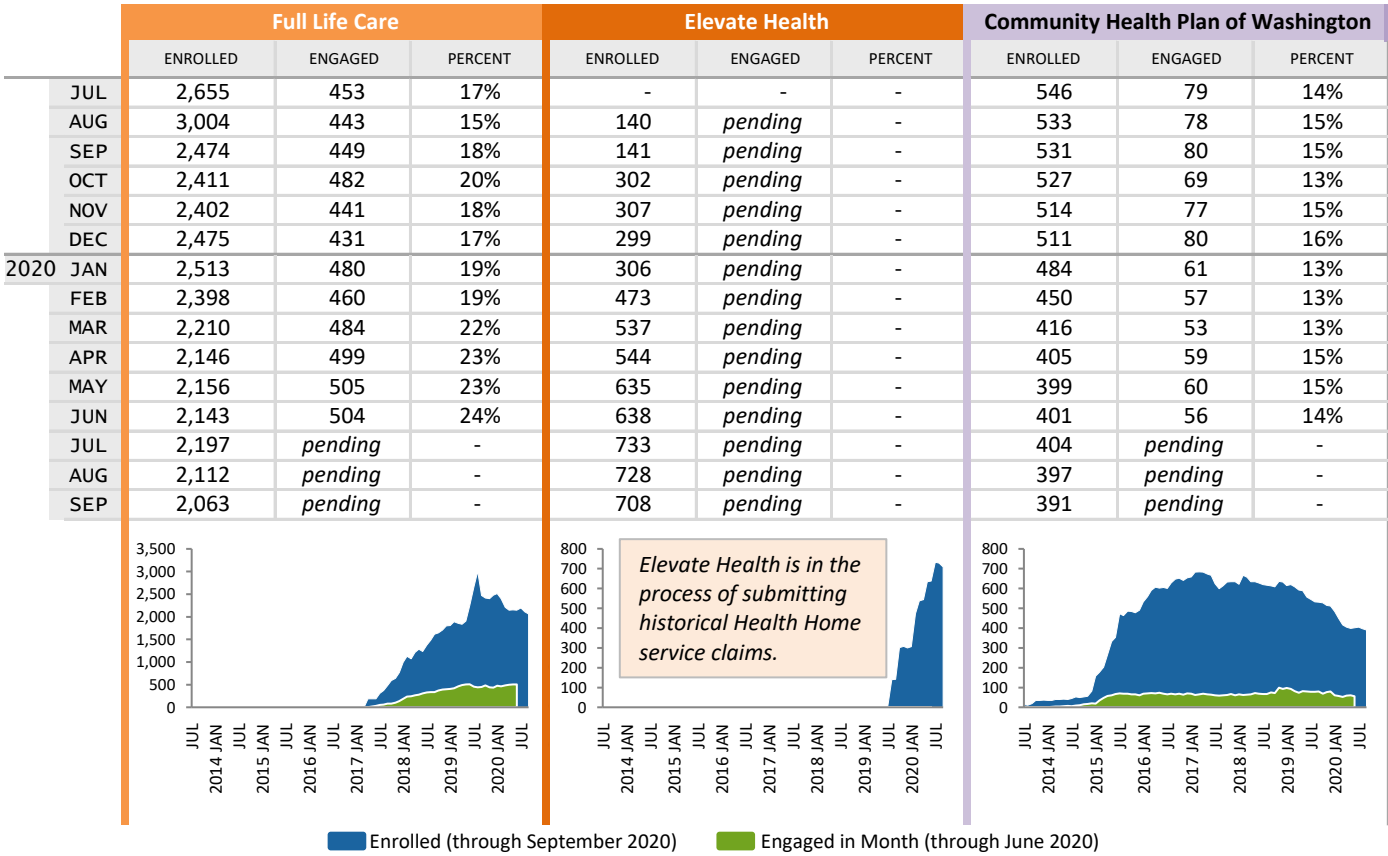 Full Life Care Elevate Health Community Health Plan of Washington
ENROLLED ENGAGED PERCENT ENROLLED ENGAGED PERCENT ENROLLED ENGAGED PERCENT
JUL 2,655 453 17% - - - 546 79 14%
AUG 3,004 443 15% 140 pending - 533 78 15%
SEP 2,474 449 18% 141 pending - 531 80 15%
OCT 2,411 482 20% 302 pending - 527 69 13%
NOV 2,402 441 18% 307 pending - 514 77 15%
DEC 2,475 431 17% 299 pending - 511 80 16%
2020 JAN 2,513 480 19% 306 pending - 484 61 13%
FEB 2,398 460 19% 473 pending - 450 57 13%
MAR 2,210 484 22% 537 pending - 416 53 13%
APR 2,146 499 23% 544 pending - 405 59 15%
MAY 2,156 505 23% 635 pending - 399 60 15%
JUN 2,143 504 24% 638 pending - 401 56 14%
JUL 2,197 pending - 733 pending - 404 pending -
AUG 2,112 pending - 728 pending - 397 pending -
SEP 2,063 pending - 708 pending - 391 pending -
3,500
3,000
2,500
2,000
1,500
1,000
500
0
JUL
2014 JAN
JUL
2015 JAN
JUL
2016 JAN
JUL
2017 JAN
JUL
2018 JAN
JUL
2019 JAN
JUL
2020 JAN
JUL
800
700
600
500
400
300
200
100
0
Elevate Health is in the
process of submitting
historical Health Home
service claims.
JUL
2014 JAN
JUL
2015 JAN
JUL
2016 JAN
JUL
2017 JAN
JUL
2018 JAN
JUL
2019 JAN
JUL
2020 JAN
JUL
800
700
600
500
400
300
200
100
0
JUL
2014 JAN
JUL
2015 JAN
JUL
2016 JAN
JUL
2017 JAN
JUL
2018 JAN
JUL
2019 JAN
JUL
2020 JAN
JUL
Enrolled (through September 2020) Engaged in Month (through June 2020)